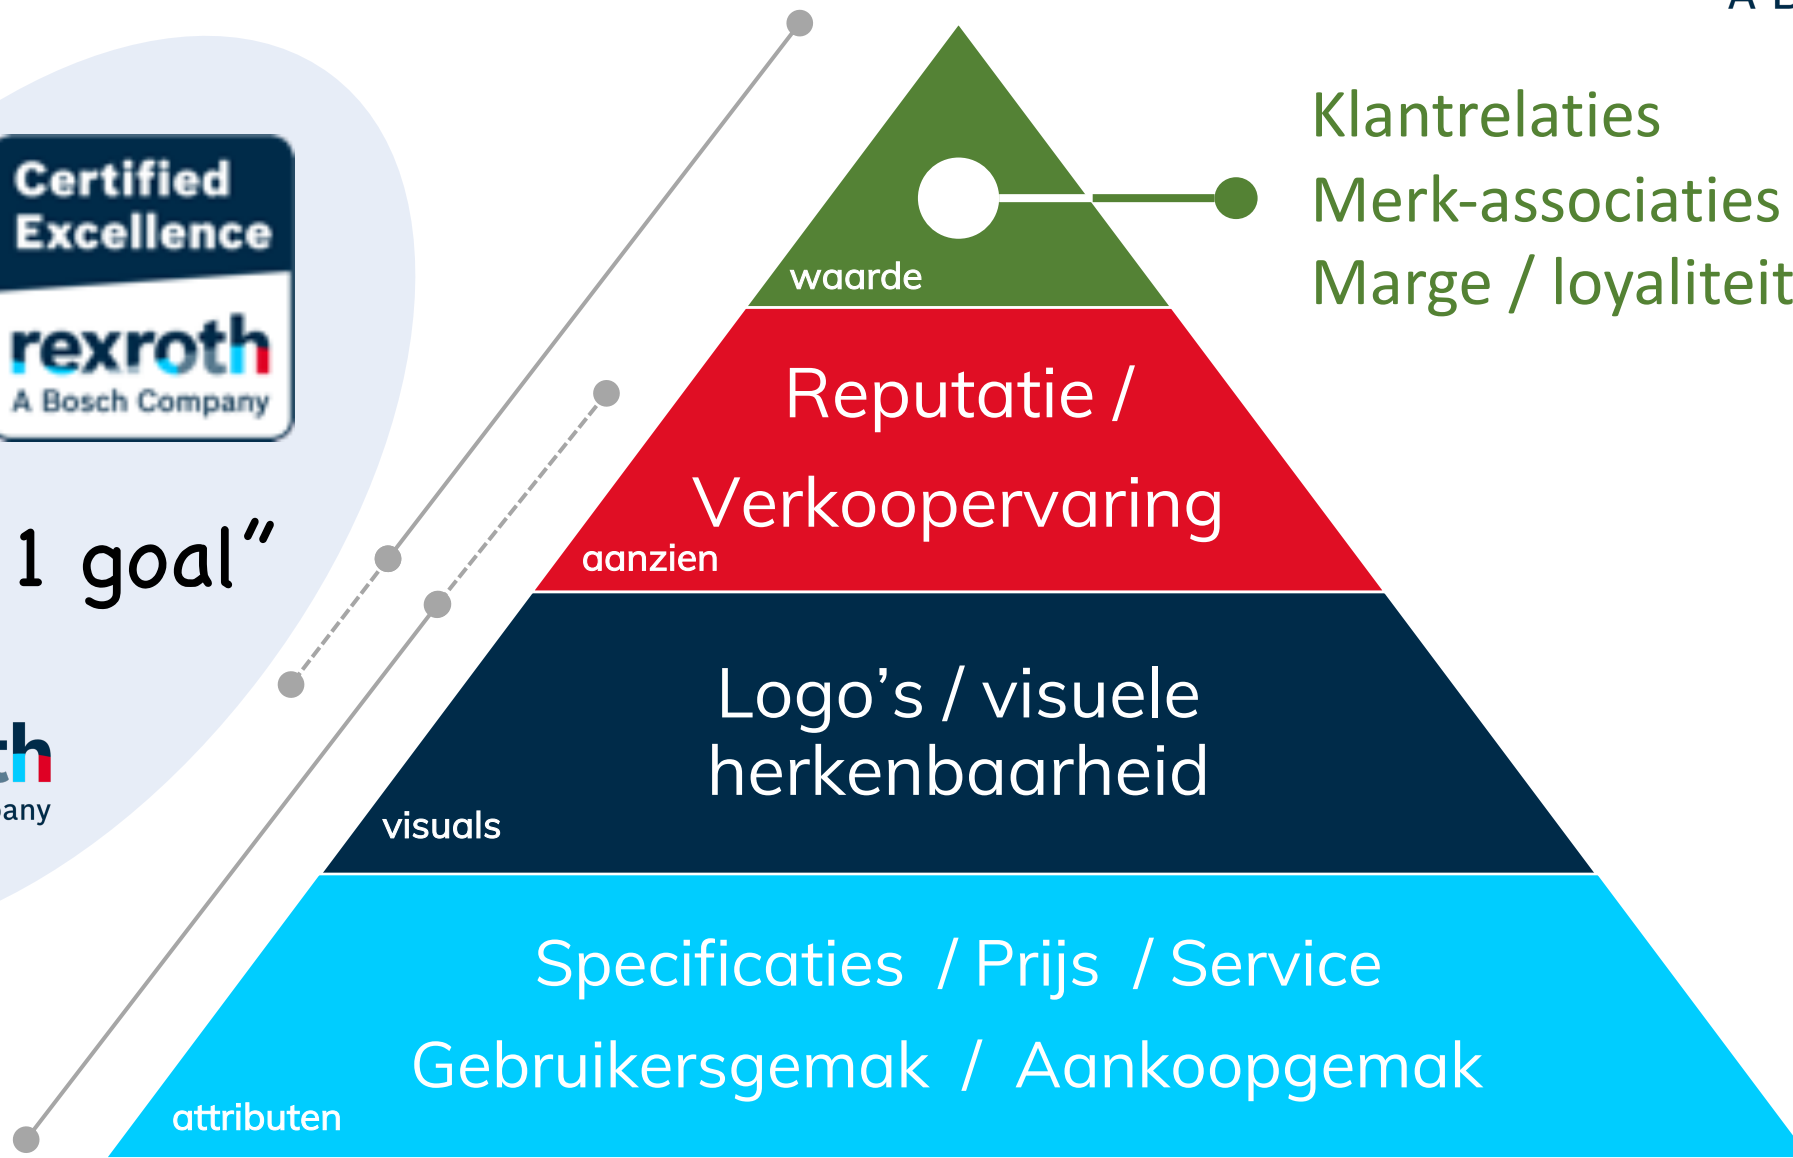 A B
Certified
Excellence
rexroth
A Bosch Company
1 goal”
th
pany
Klantrelaties
Merk-associaties
Marge / loyaliteit
waarde
Reputatie /
Verkoopervaring
aanzien
Logo’s / visuele
herkenbaarheid
visuals
Specificaties / Prijs / Service
Gebruikersgemak / Aankoopgemak
attributen